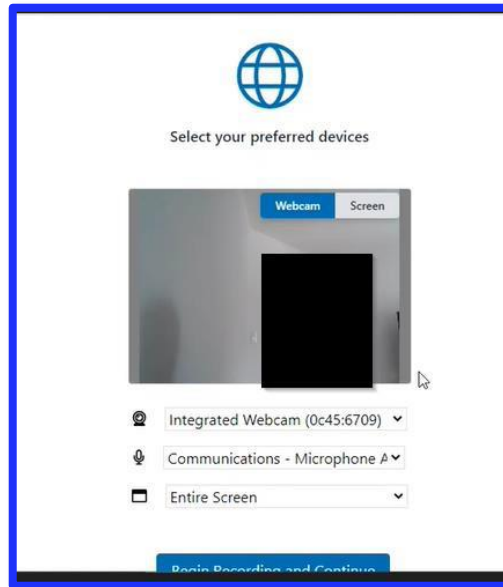 Select your preferred devices
Webcam Screen
Integrated Webcam (0c45:6709)
Communications - Microphone A
Entire Screen
Begin Recording and Continue